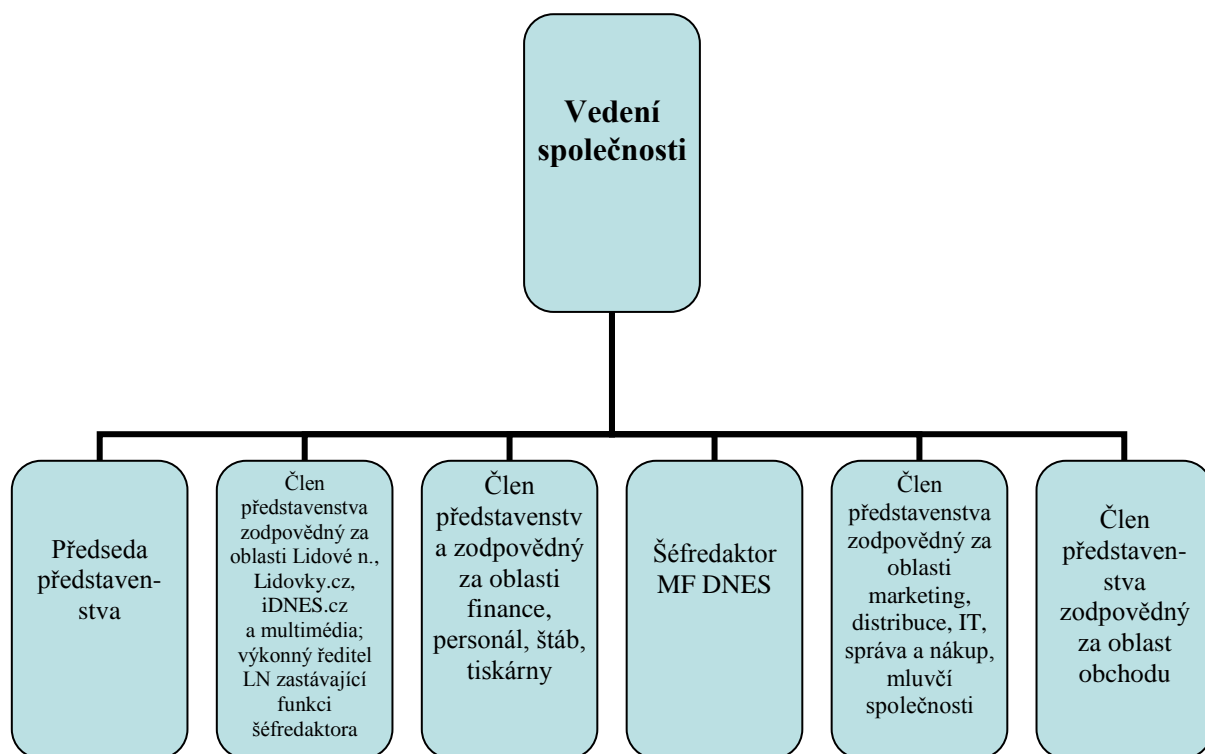 Vedení
společnosti
Předseda
představen-
stva
Člen
představenstva
zodpovědný za
oblasti Lidové n.,
Lidovky.cz,
iDNES.cz
a multimédia;
výkonný ředitel
LN zastávající
funkci
šéfredaktora
Člen
představenstv
a zodpovědný
za oblasti
finance,
personál, štáb,
tiskárny
Šéfredaktor
MF DNES
Člen
představenstva
zodpovědný za
oblasti
marketing,
distribuce, IT,
správa a nákup,
mluvčí
společnosti
Člen
představen-
stva
zodpovědný
za oblast
obchodu